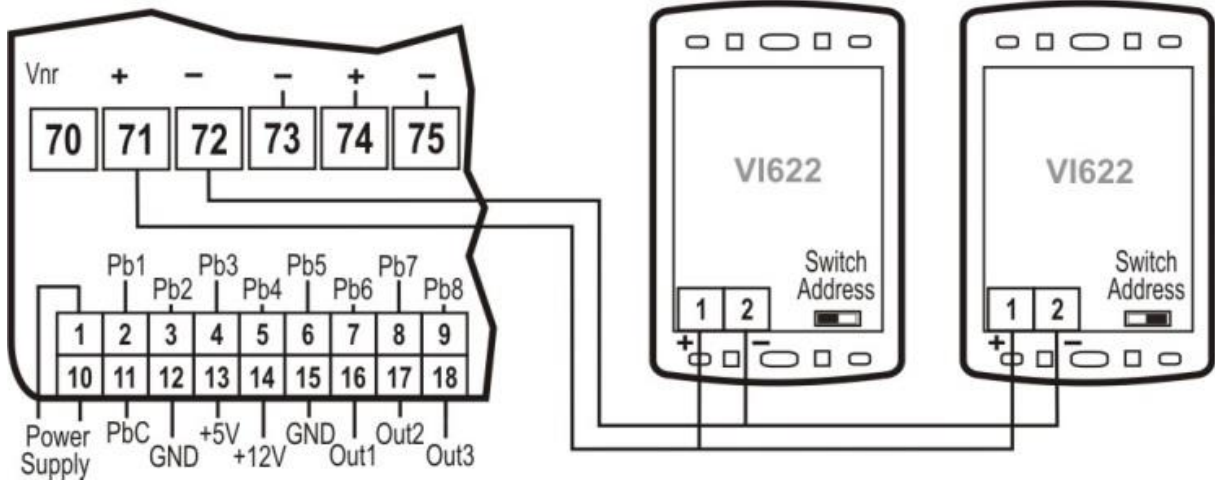 Vnr + − − + −
70 71 72 73 74 75
Pb1 Pb3 Pb5 Pb7
Pb2 Pb4 Pb6 Pb8
1 2 3 4 5 6 7 8 9
10 11 12 13 14 15 16 17 18
Power PbC +5V GND Out2
Supply GND +12V Out1 Out3
VI622
Switch
Address
1 2
+ −
VI622
Switch
Address
1 2
+ −